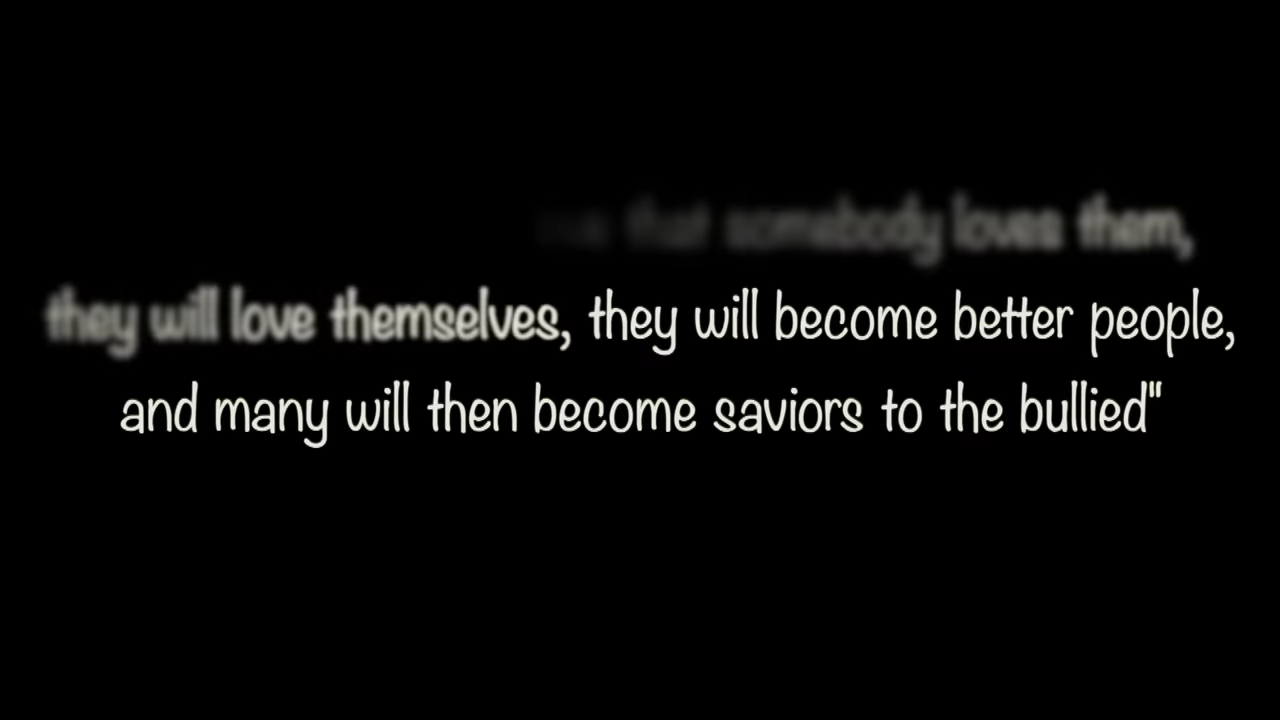 that somebody loves them,
they will love themselves, they will become better people,
and many will then become saviors to the bullied"